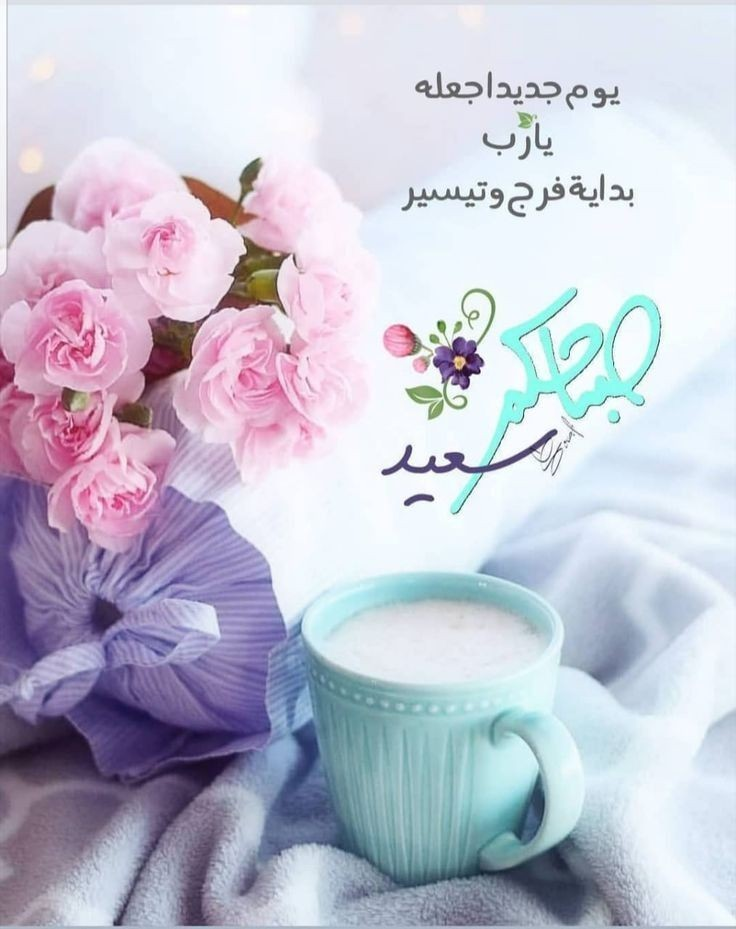 يوم جديد اجعله
يارب
بداية فرج وتيسير
صباحكم
سعيد